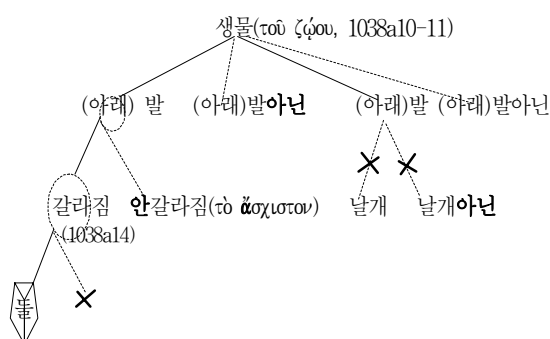 생물(τοῦ ζῴου, 1038a10-11)
(아래) 발 (아래)발아닌 (아래)발 (아래)발아닌
갈라짐 안갈라짐(τὸ ἄσχιστον) 날개 날개아닌
(1038a14)
둘